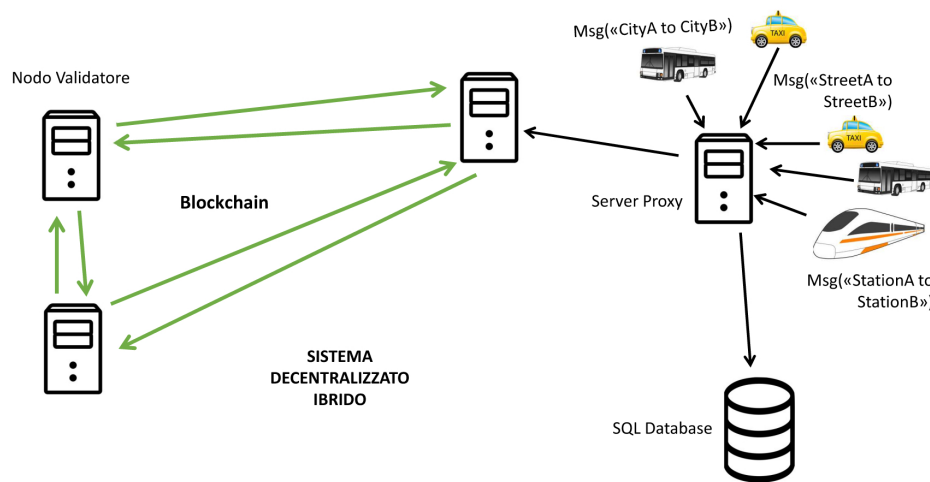 Msg(«CityA to CityB»)
TAXI
Nodo Validatore
Msg(«StreetA to
StreetB»)
TAXI
Blockchain
Server Proxy
Msg(«StationA to
StationB»)
SISTEMA
DECENTRALIZZATO
IBRIDO
SQL Database